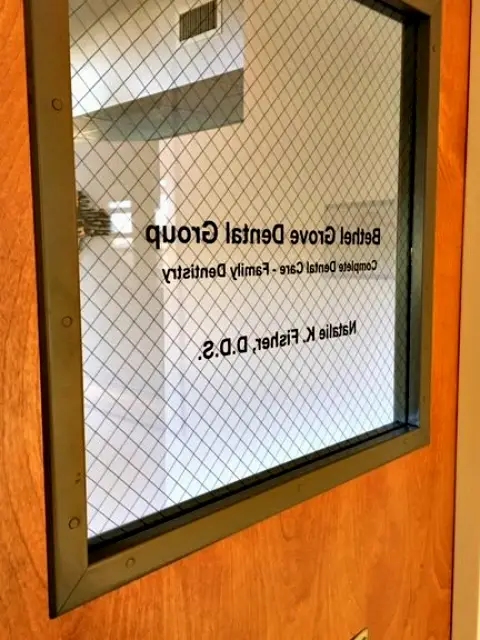 Bethel Grove Dental Group
Complete Dental Care - Family Dentistry
Natalie K. Fisher, D.D.S.